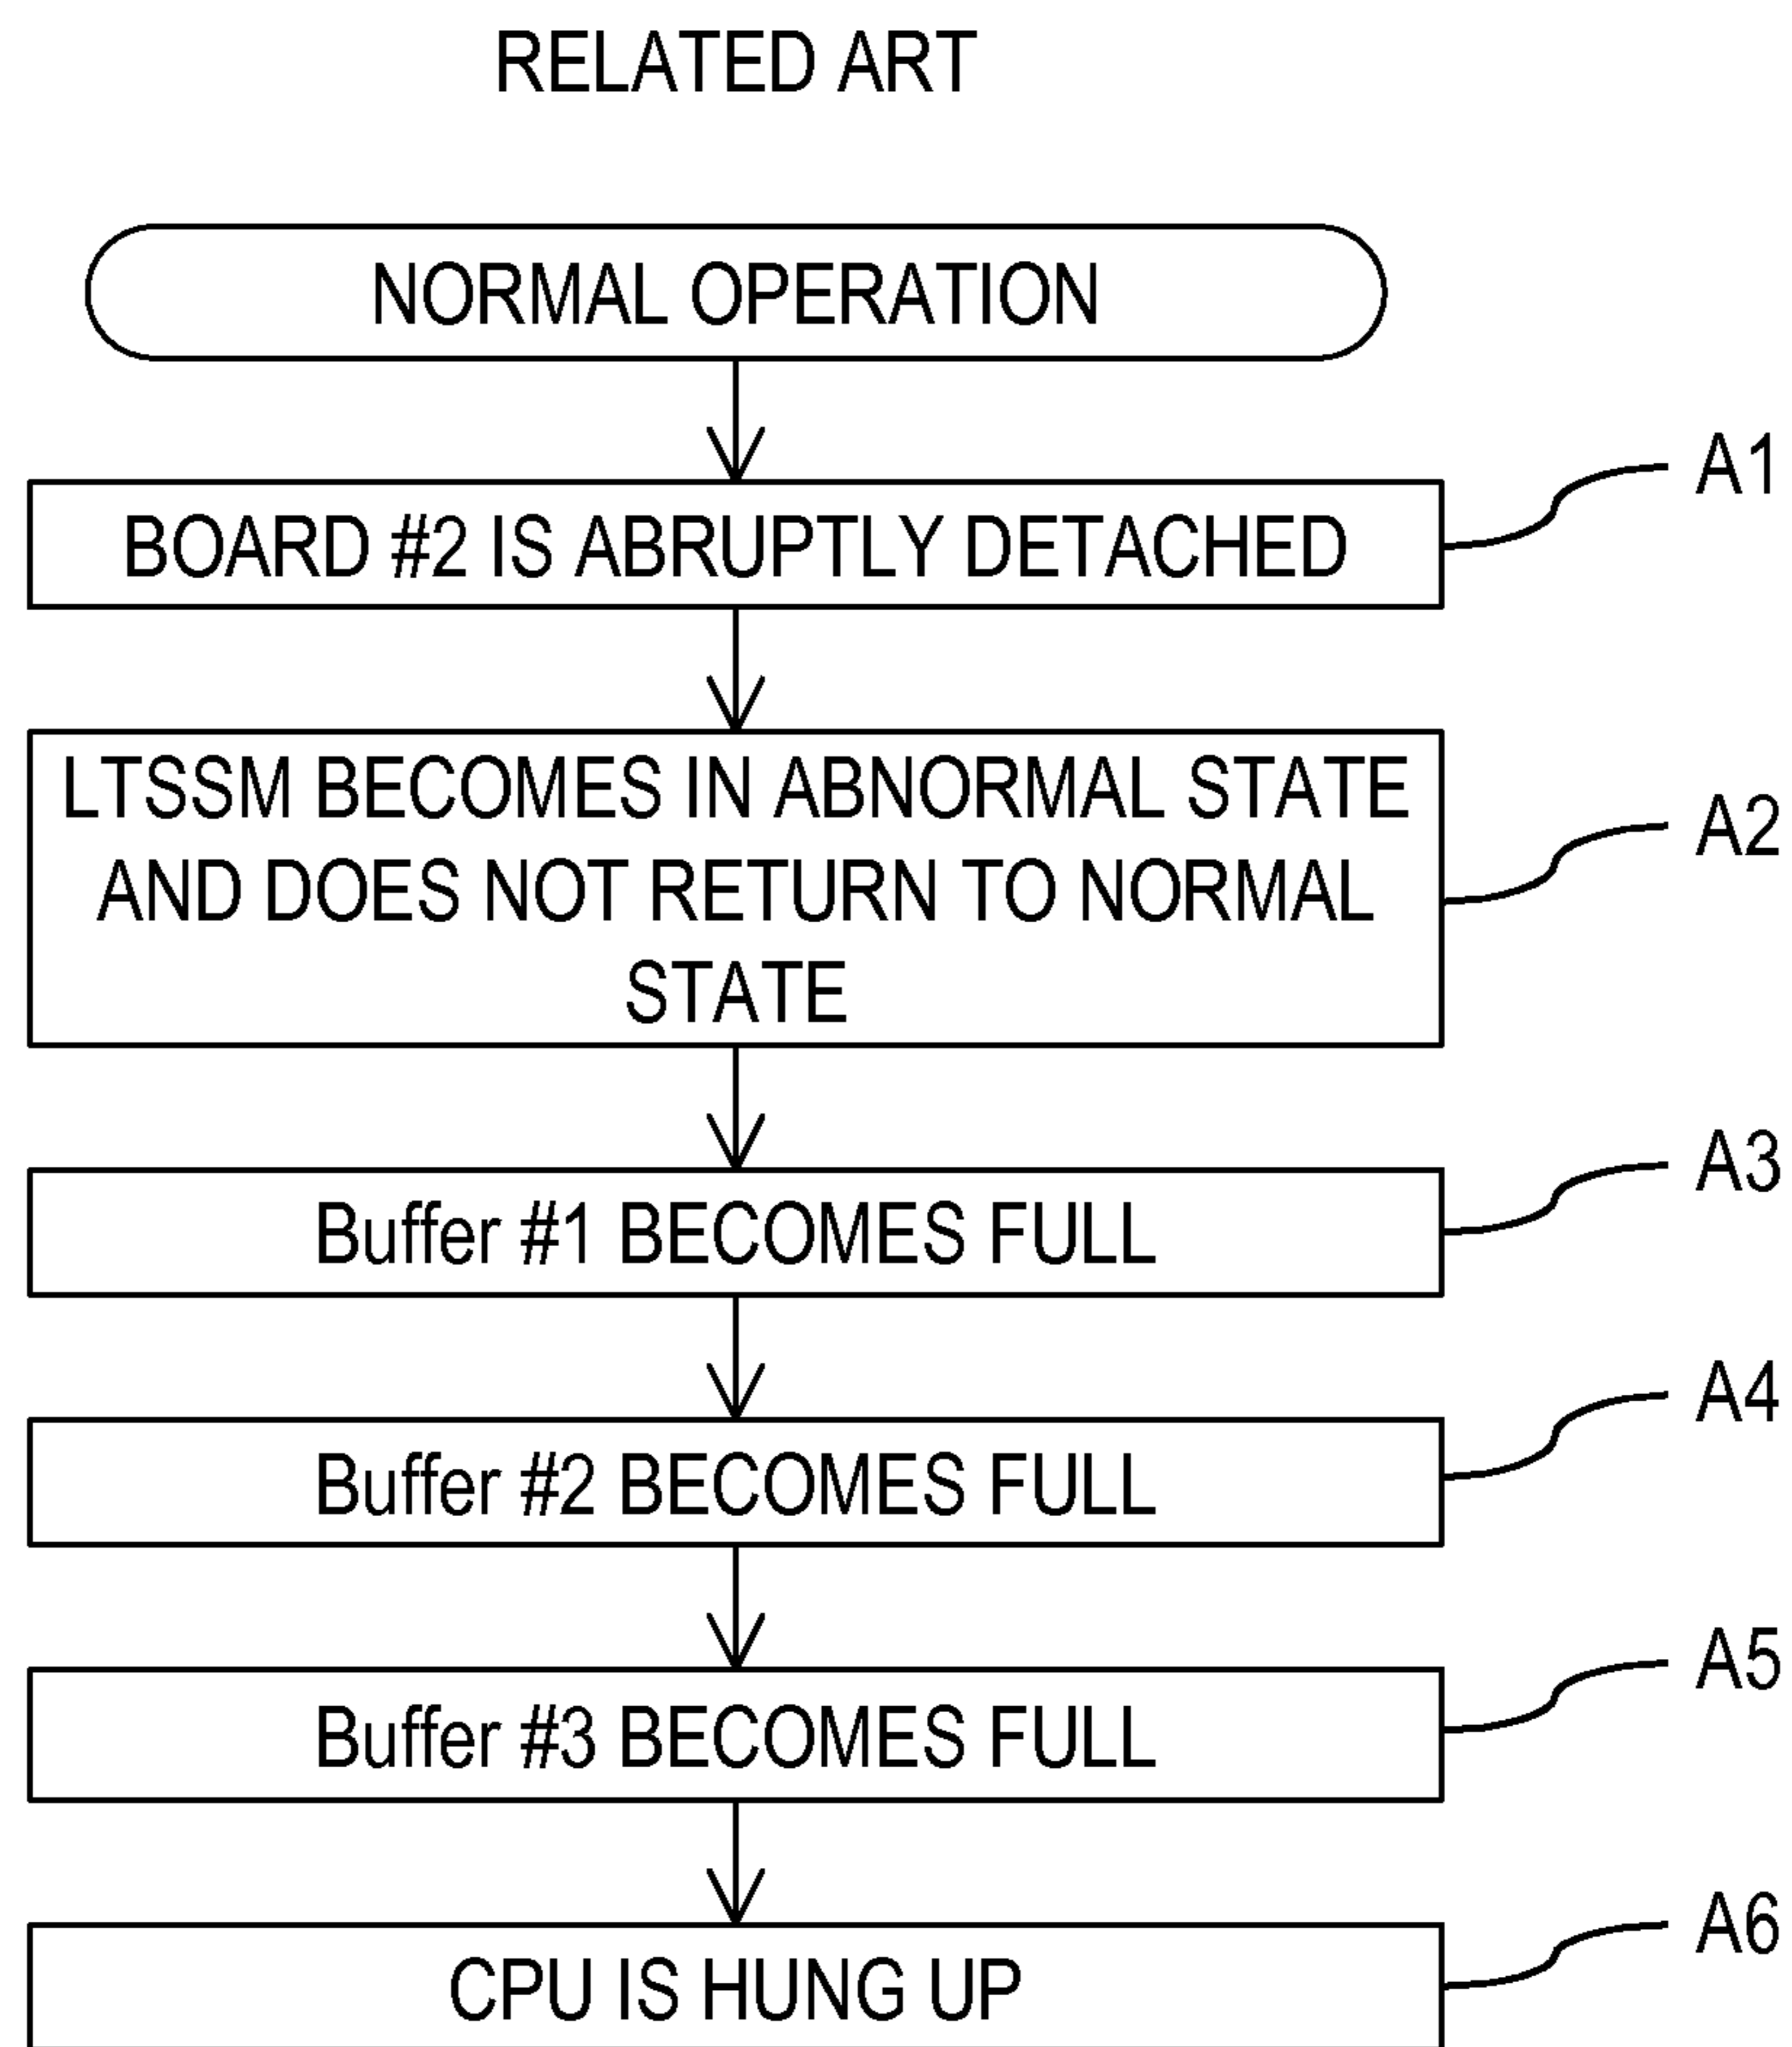 RELATED ART
NORMAL OPERATION
BOARD #2 IS ABRUPTLY DETACHED
A1
LTSSM BECOMES IN ABNORMAL STATE
AND DOES NOT RETURN TO NORMAL
STATE
A2
Buffer #1 BECOMES FULL
A3
Buffer #2 BECOMES FULL
A4
Buffer #3 BECOMES FULL
A5
CPU IS HUNG UP
A6